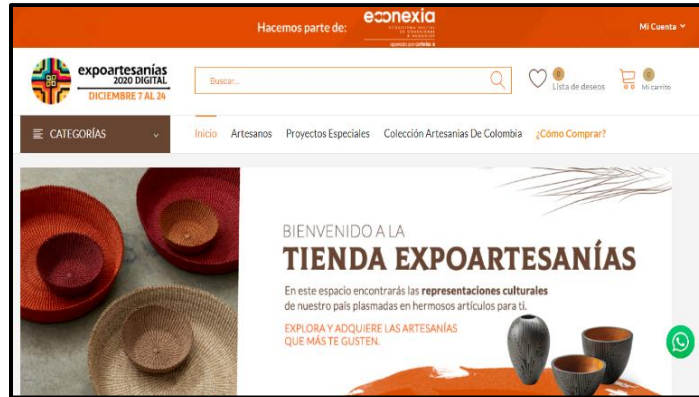 Hacemos parte de:
econexia
Mi Cuenta
expoartesanías
2020 DIGITAL
DICIEMBRE 7 AL 24
Buscar...
0
Lista de deseos
0
Mi carrito
CATEGORÍAS
Inicio Artesanos Proyectos Especiales Colección Artesanias De Colombia ¿Cómo Comprar?
BIENVENIDO A LA
TIENDA EXPOARTESANÍAS
En este espacio encontrarás las representaciones culturales
de nuestro país plasmadas en hermosos artículos para ti.
EXPLORA Y ADQUIERE LAS ARTESANÍAS
QUE MÁS TE GUSTEN.